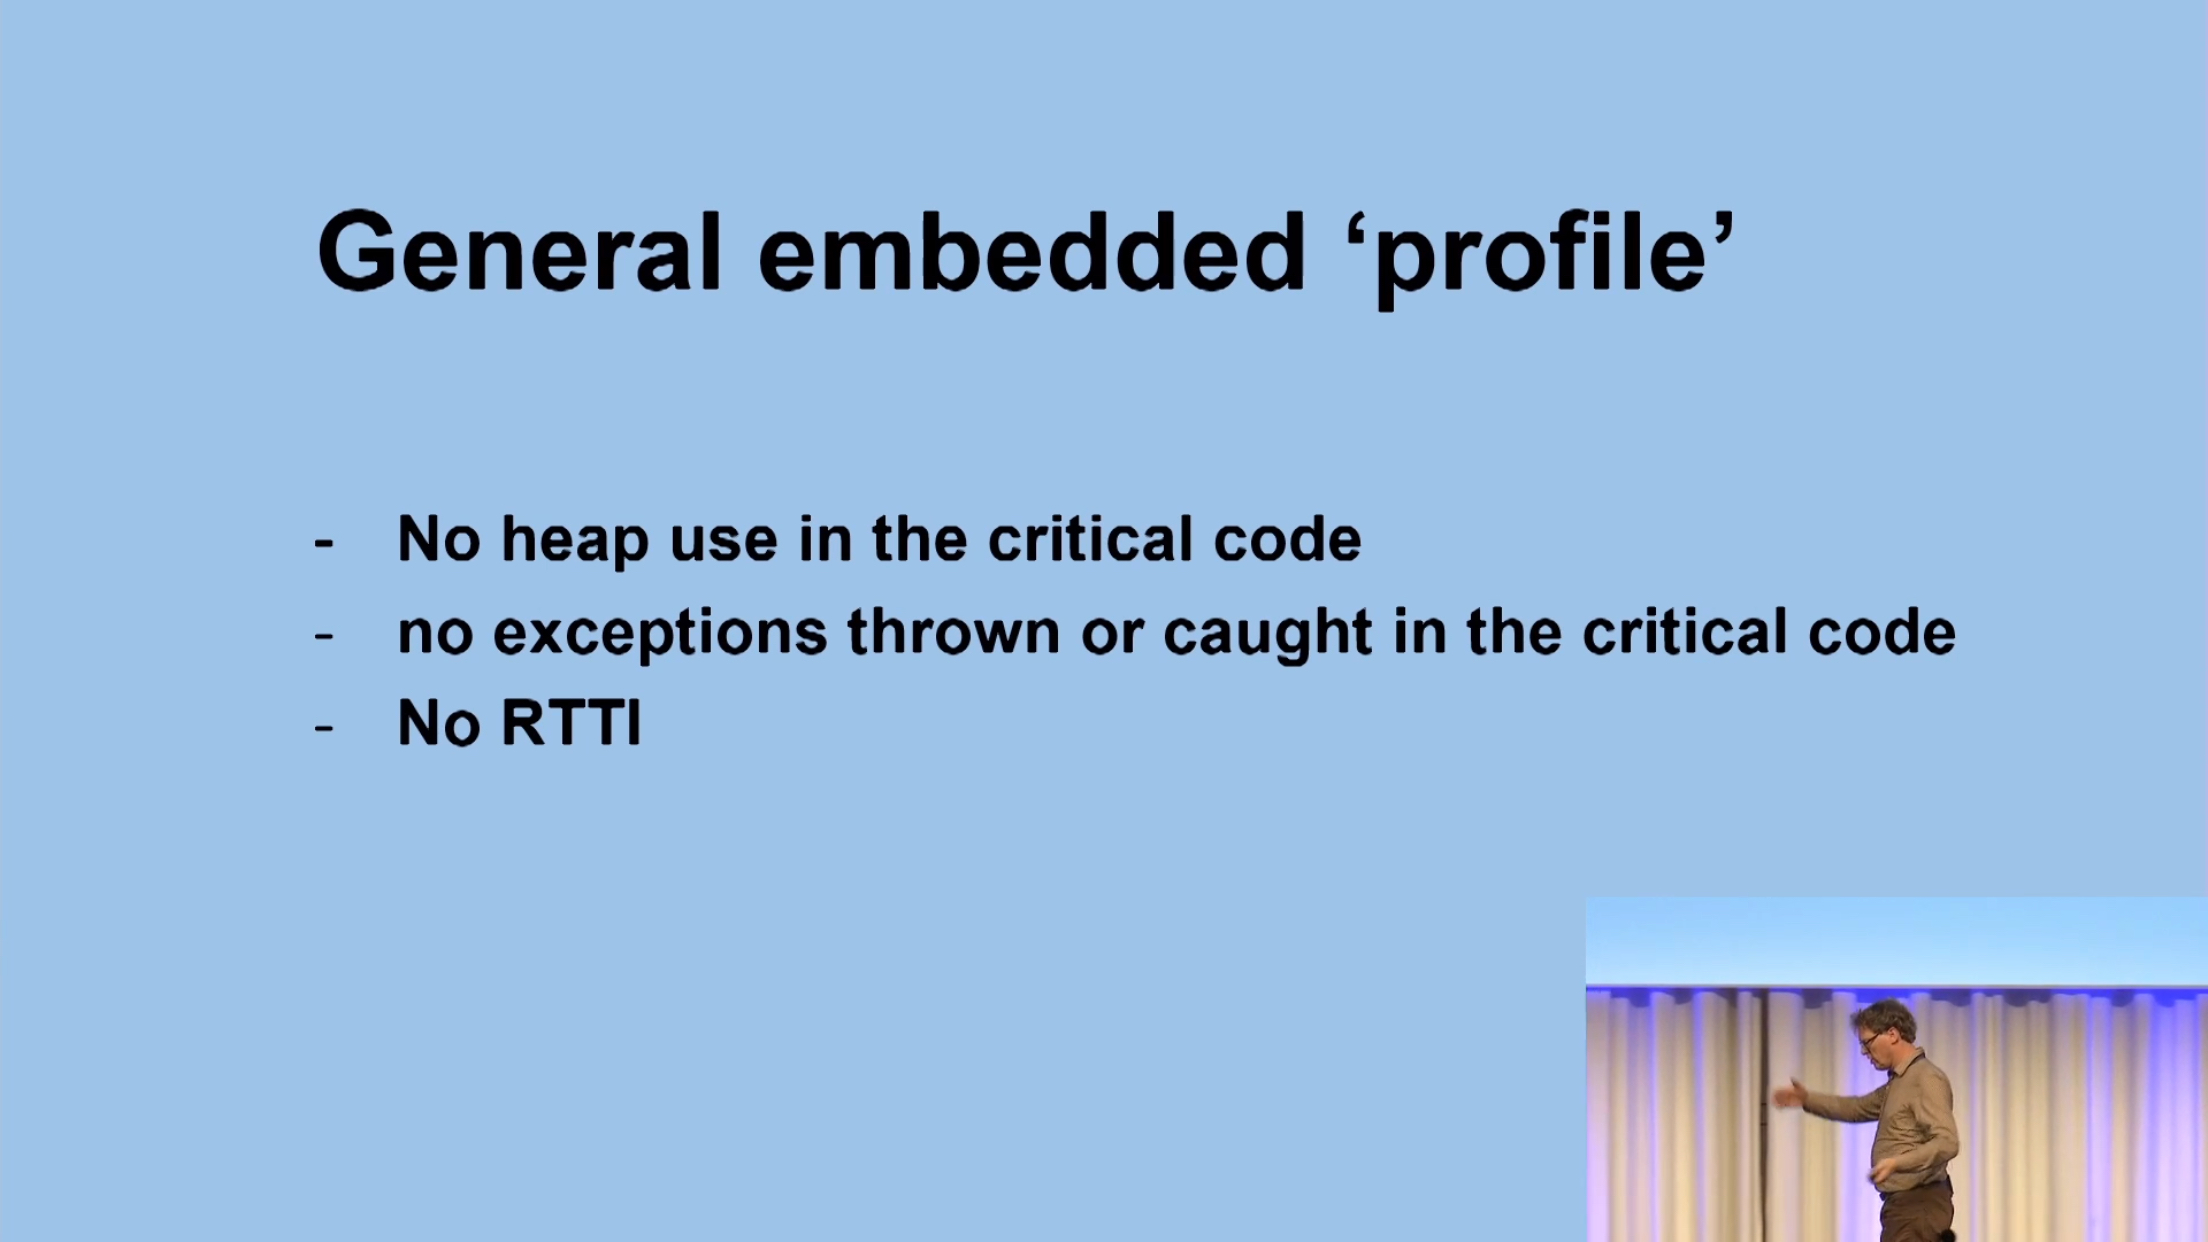 General embedded ‘profile’
- No heap use in the critical code
- no exceptions thrown or caught in the critical code
- No RTTI